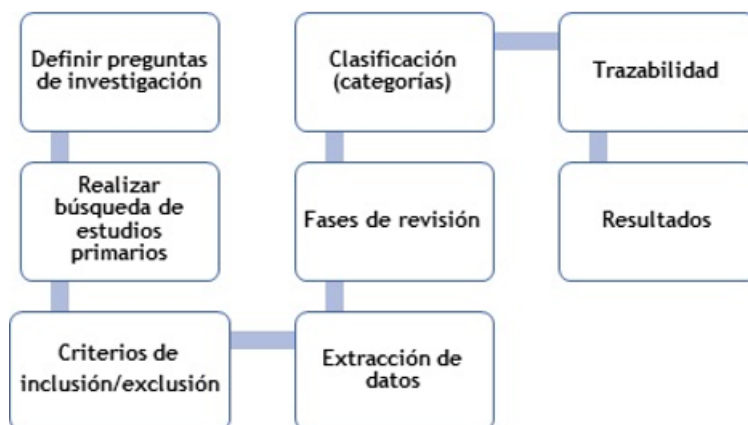 Definir preguntas
de investigación
Realizar
búsqueda de
estudios
primarios
Criterios de
inclusión/exclusión
Extracción de
datos
Fases de revisión
Clasificación
(categorías)
Trazabilidad
Resultados